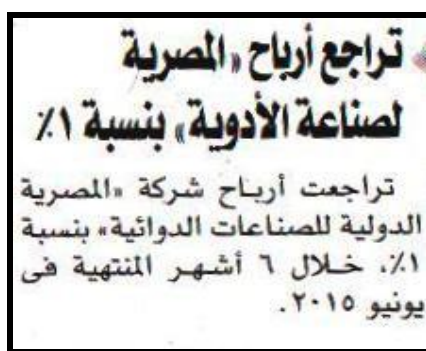 تراجع أرباح «المصرية
لصناعة الأدوية» بنسبة ١٪
تراجعت أرباح شركة «المصرية
الدولية للصناعات الدوائية» بنسبة
١٪، خلال ٦ أشهر المنتهية فى
يونيو ٢٠١٥.